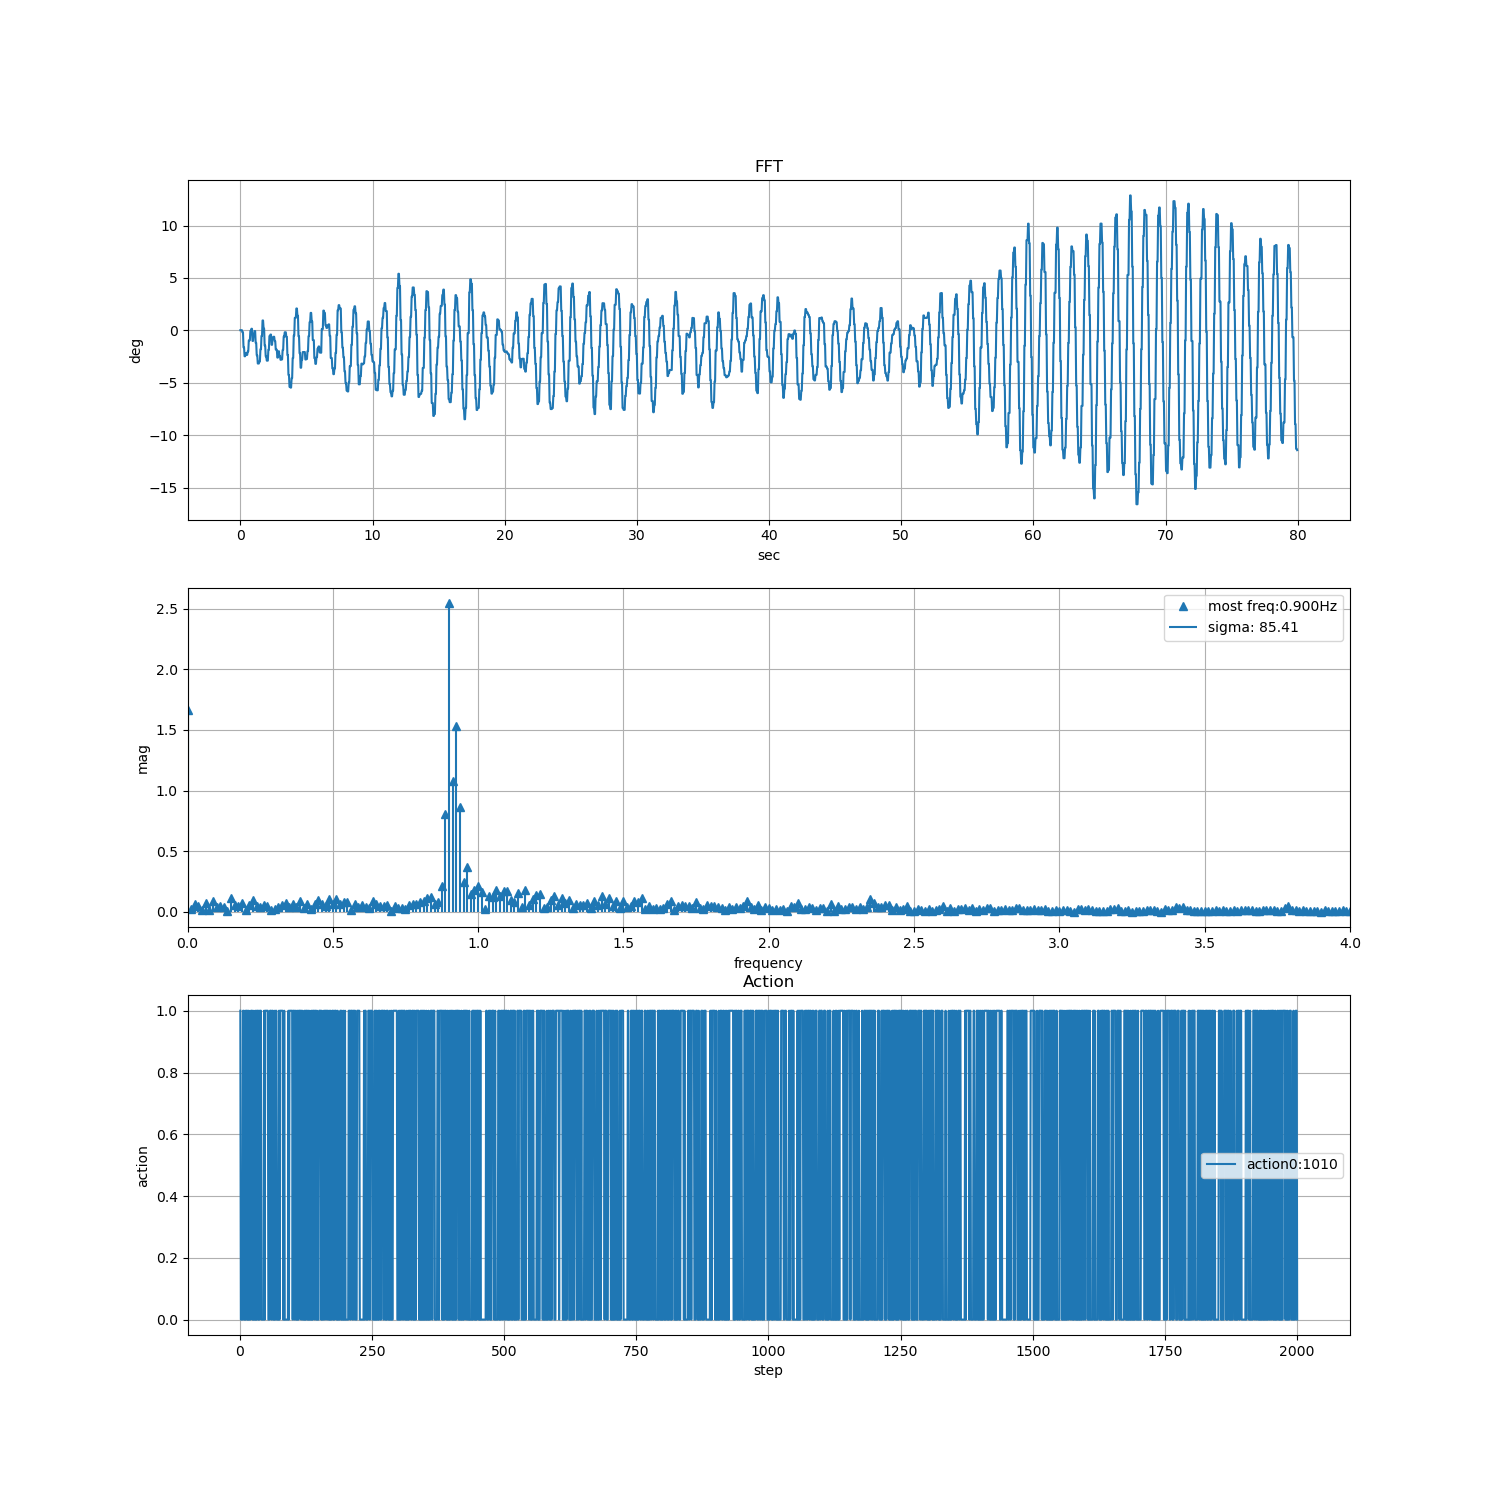 FFT
10
5
0
−5
−10
−15
deg
0 10 20 30 40 50 60 70 80
sec
2.5
2.0
1.5
1.0
0.5
0.0
mag
most freq:0.900Hz
sigma: 85.41
0.0 0.5 1.0 1.5 2.0 2.5 3.0 3.5 4.0
frequency
Action
1.0
0.8
0.6
0.4
0.2
0.0
action
action0:1010
0 250 500 750 1000 1250 1500 1750 2000
step